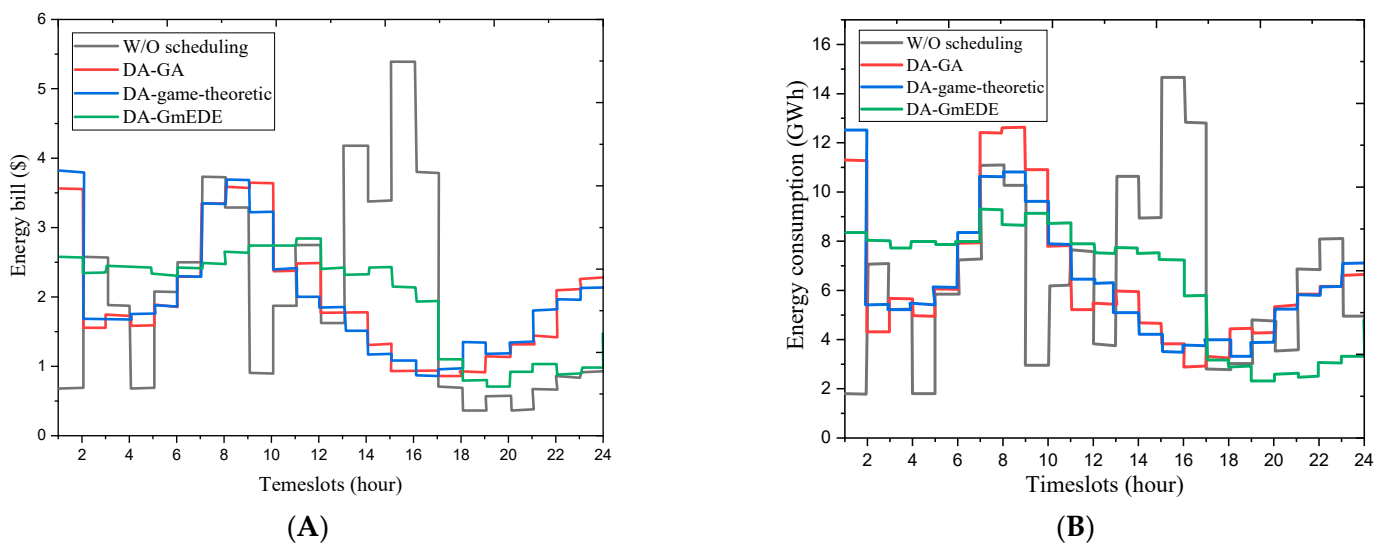 6
5
4
3
2
1
0
Energy bill ($)
W/O scheduling
DA-GA
DA-game-theoretic
DA-GmEDE
2 4 6 8 10 12 14 16 18 20 22 24
Temeslots (hour)
(A)
16
14
12
10
8
6
4
2
0
Energy consumption (GWh)
W/O scheduling
DA-GA
DA-game-theoretic
DA-GmEDE
2 4 6 8 10 12 14 16 18 20 22 24
Timeslots (hour)
(B)